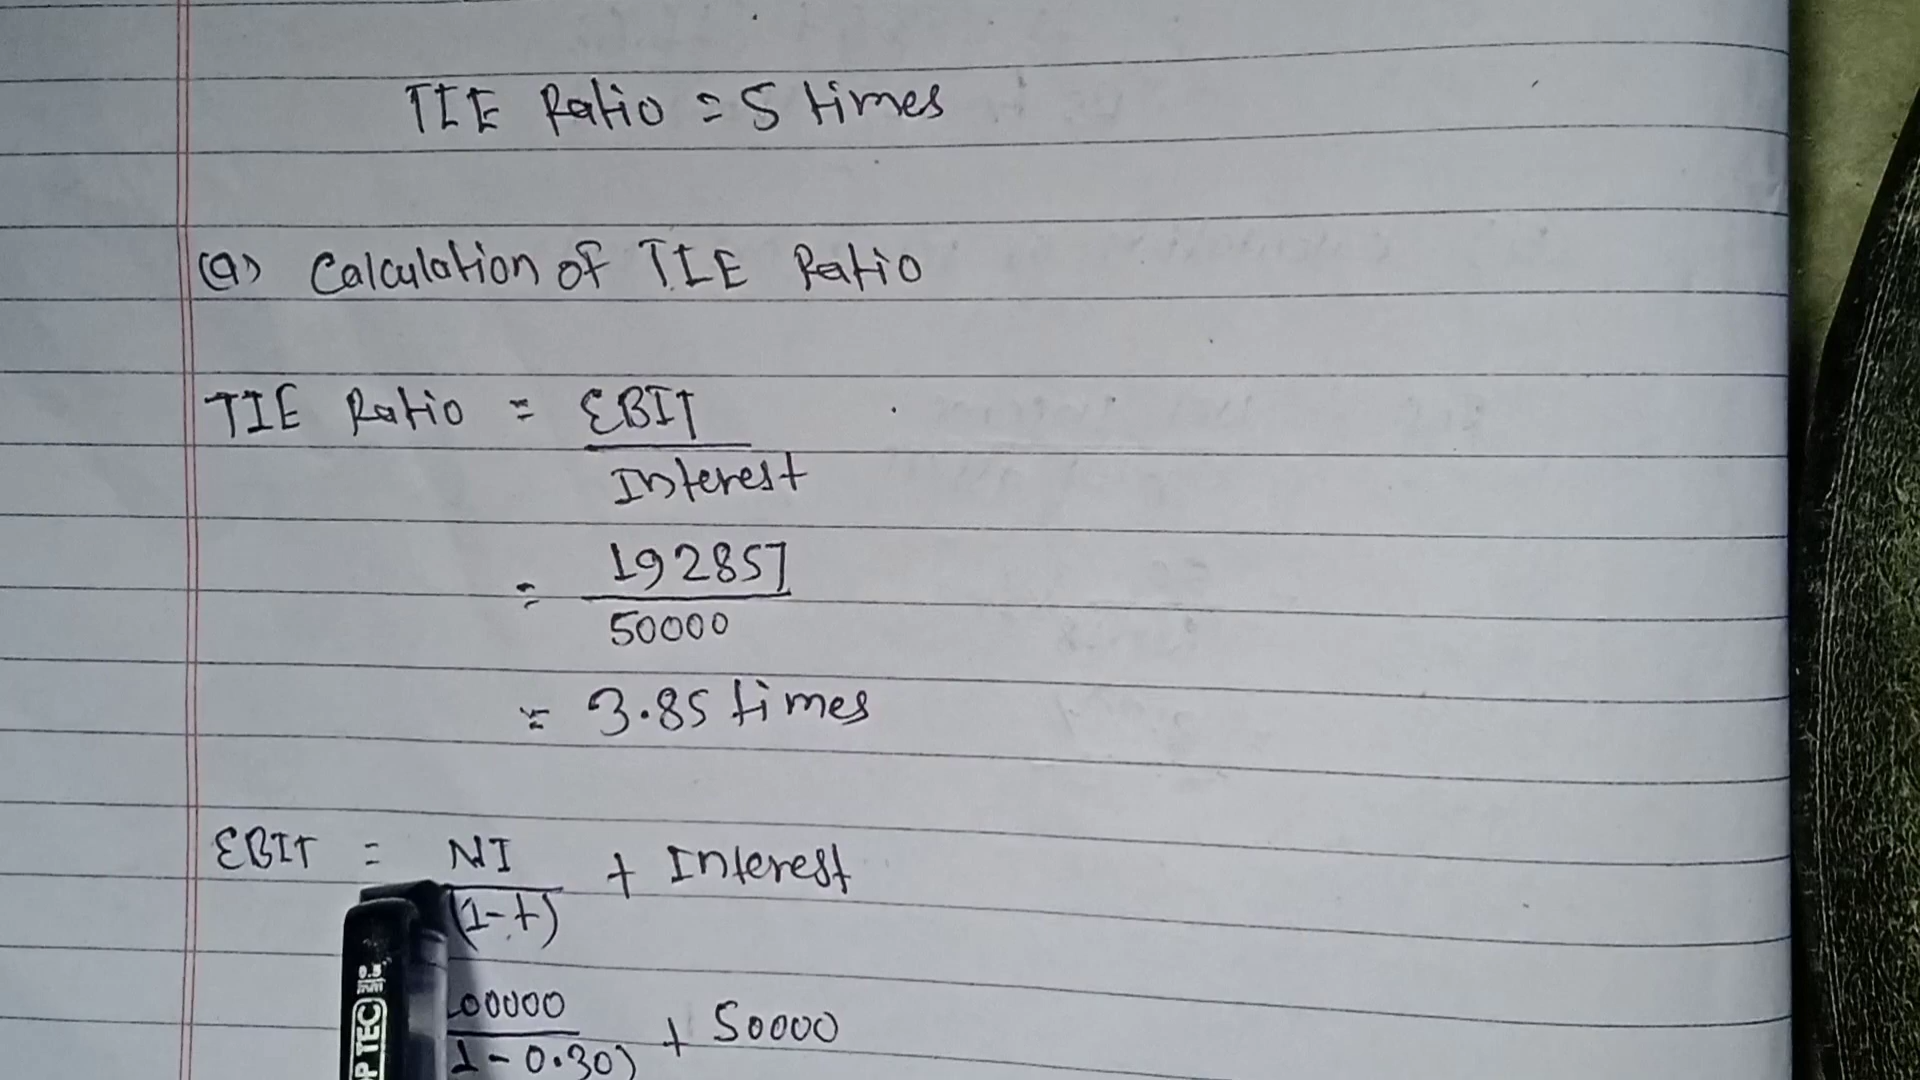 TIE Ratio = 5 times
(a) Calculation of TIE Ratio
TIE Ratio = EBIT
Interest
= 192857
50000
= 3.85 times
EBIT = NI + Interest
(1-t)
00000 + 50000
1-0.30)
OP TEC 0.5